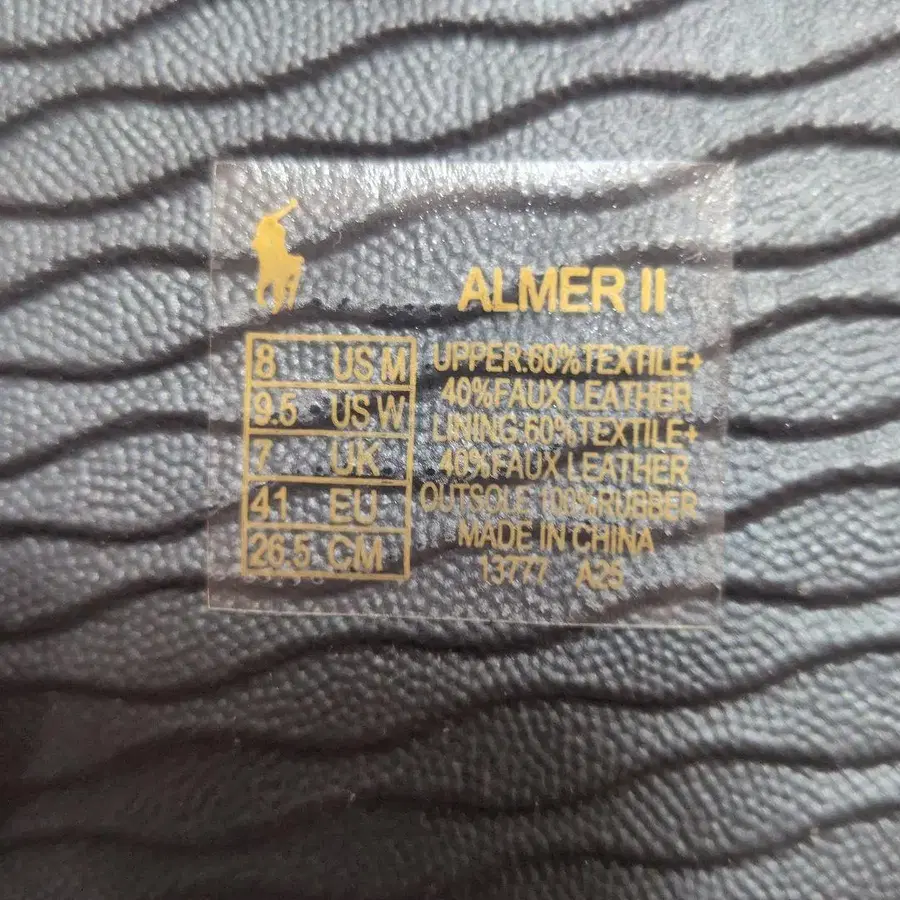 ALMER II
8 US M
9.5 US W
7 UK
41 EU
26.5 CM
UPPER:60%TEXTILE+
40%FAUX LEATHER
LINING:60%TEXTILE+
40%FAUX LEATHER
OUTSOLE:100%RUBBER
MADE IN CHINA
13777 A25